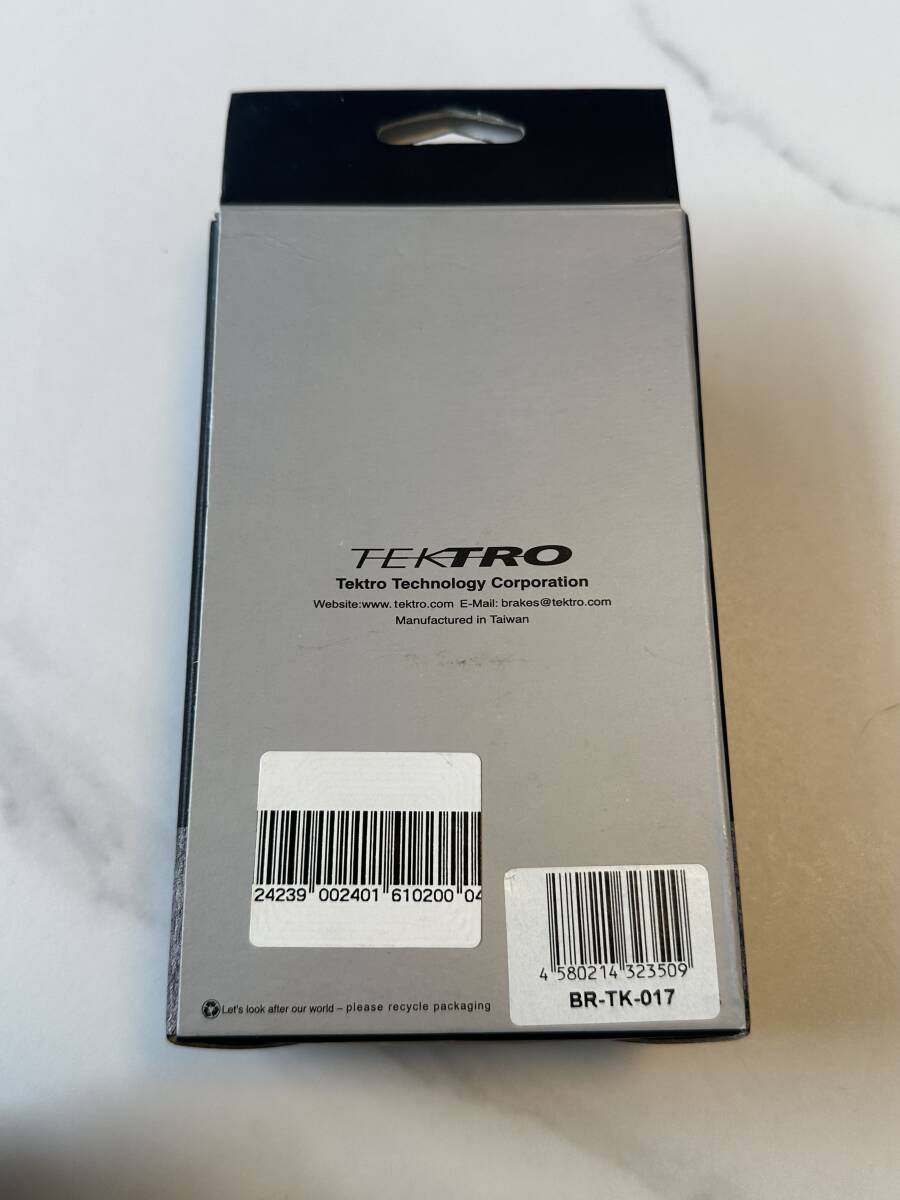 TEKTRO
Tektro Technology Corporation
Website:www. tektro.com E-Mail: brakes@tektro.com
Manufactured in Taiwan
24239 002401 610200 04
4 580214 323509
BR-TK-017
Let's look after our world – please recycle packaging